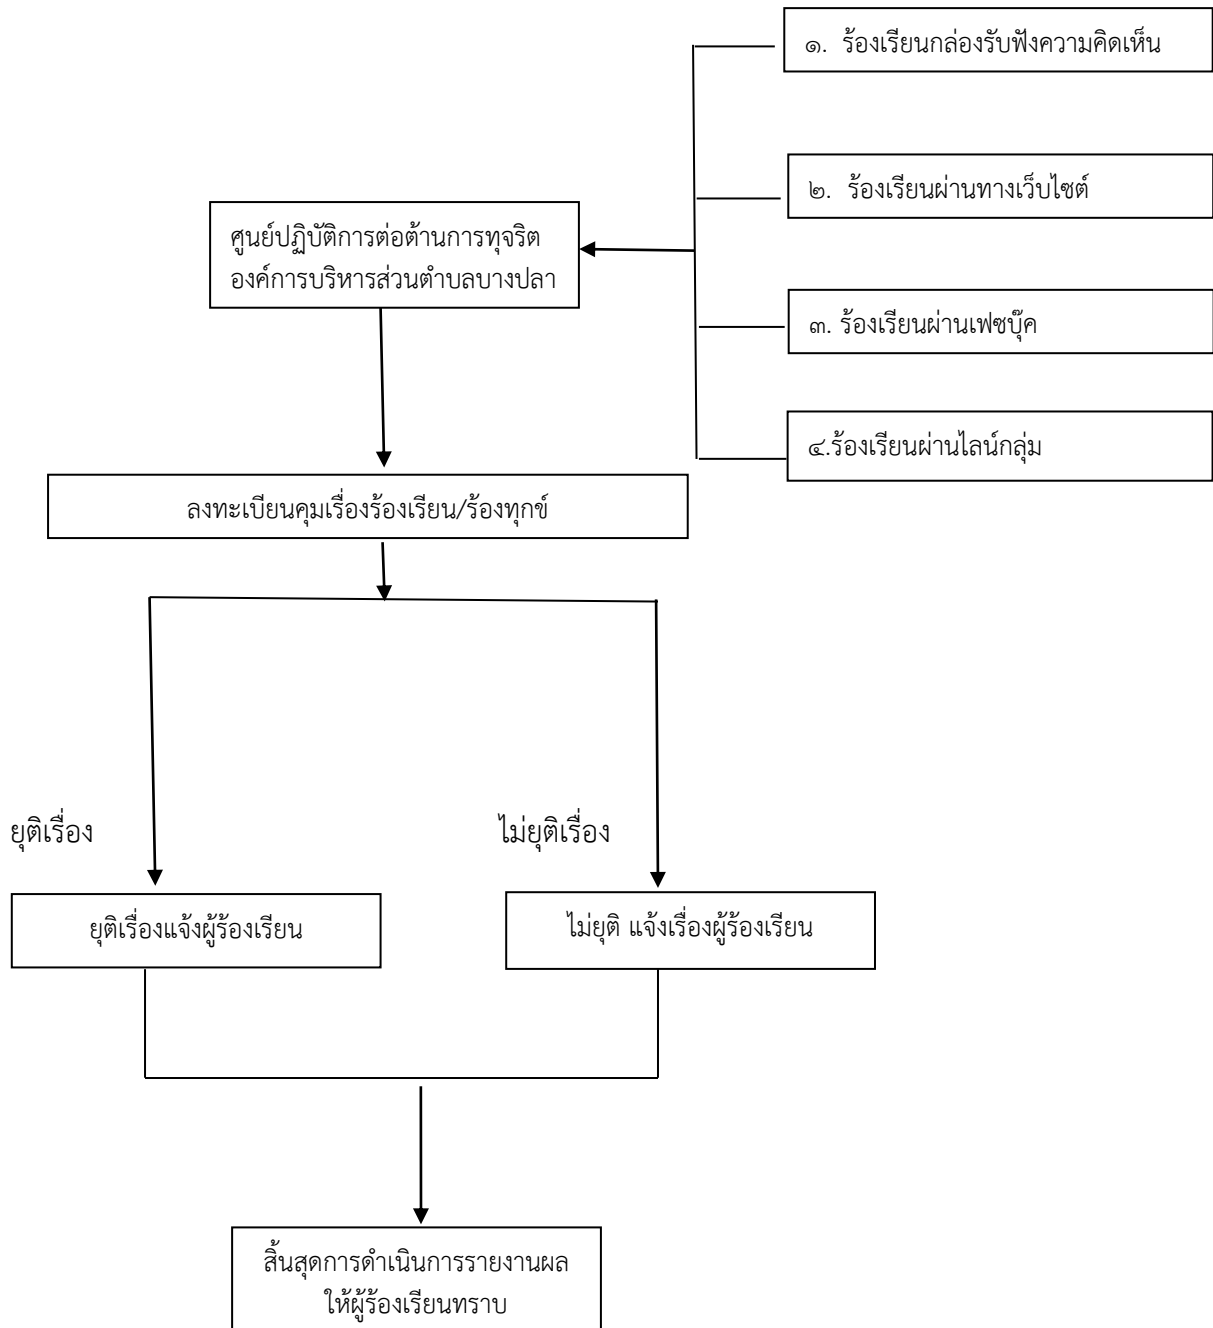 ๑. ร้องเรียนกล่องรับฟังความคิดเห็น
๒. ร้องเรียนผ่านทางเว็บไซต์
ศูนย์ปฏิบัติการต่อต้านการทุจริต
องค์การบริหารส่วนตำบลบางปลา
๓. ร้องเรียนผ่านเฟซบุ๊ค
๔.ร้องเรียนผ่านไลน์กลุ่ม
ลงทะเบียนคุมเรื่องร้องเรียน/ร้องทุกข์
ยุติเรื่อง
ไม่ยุติเรื่อง
ยุติเรื่องแจ้งผู้ร้องเรียน
ไม่ยุติ แจ้งเรื่องผู้ร้องเรียน
สิ้นสุดการดำเนินการรายงานผล
ให้ผู้ร้องเรียนทราบ